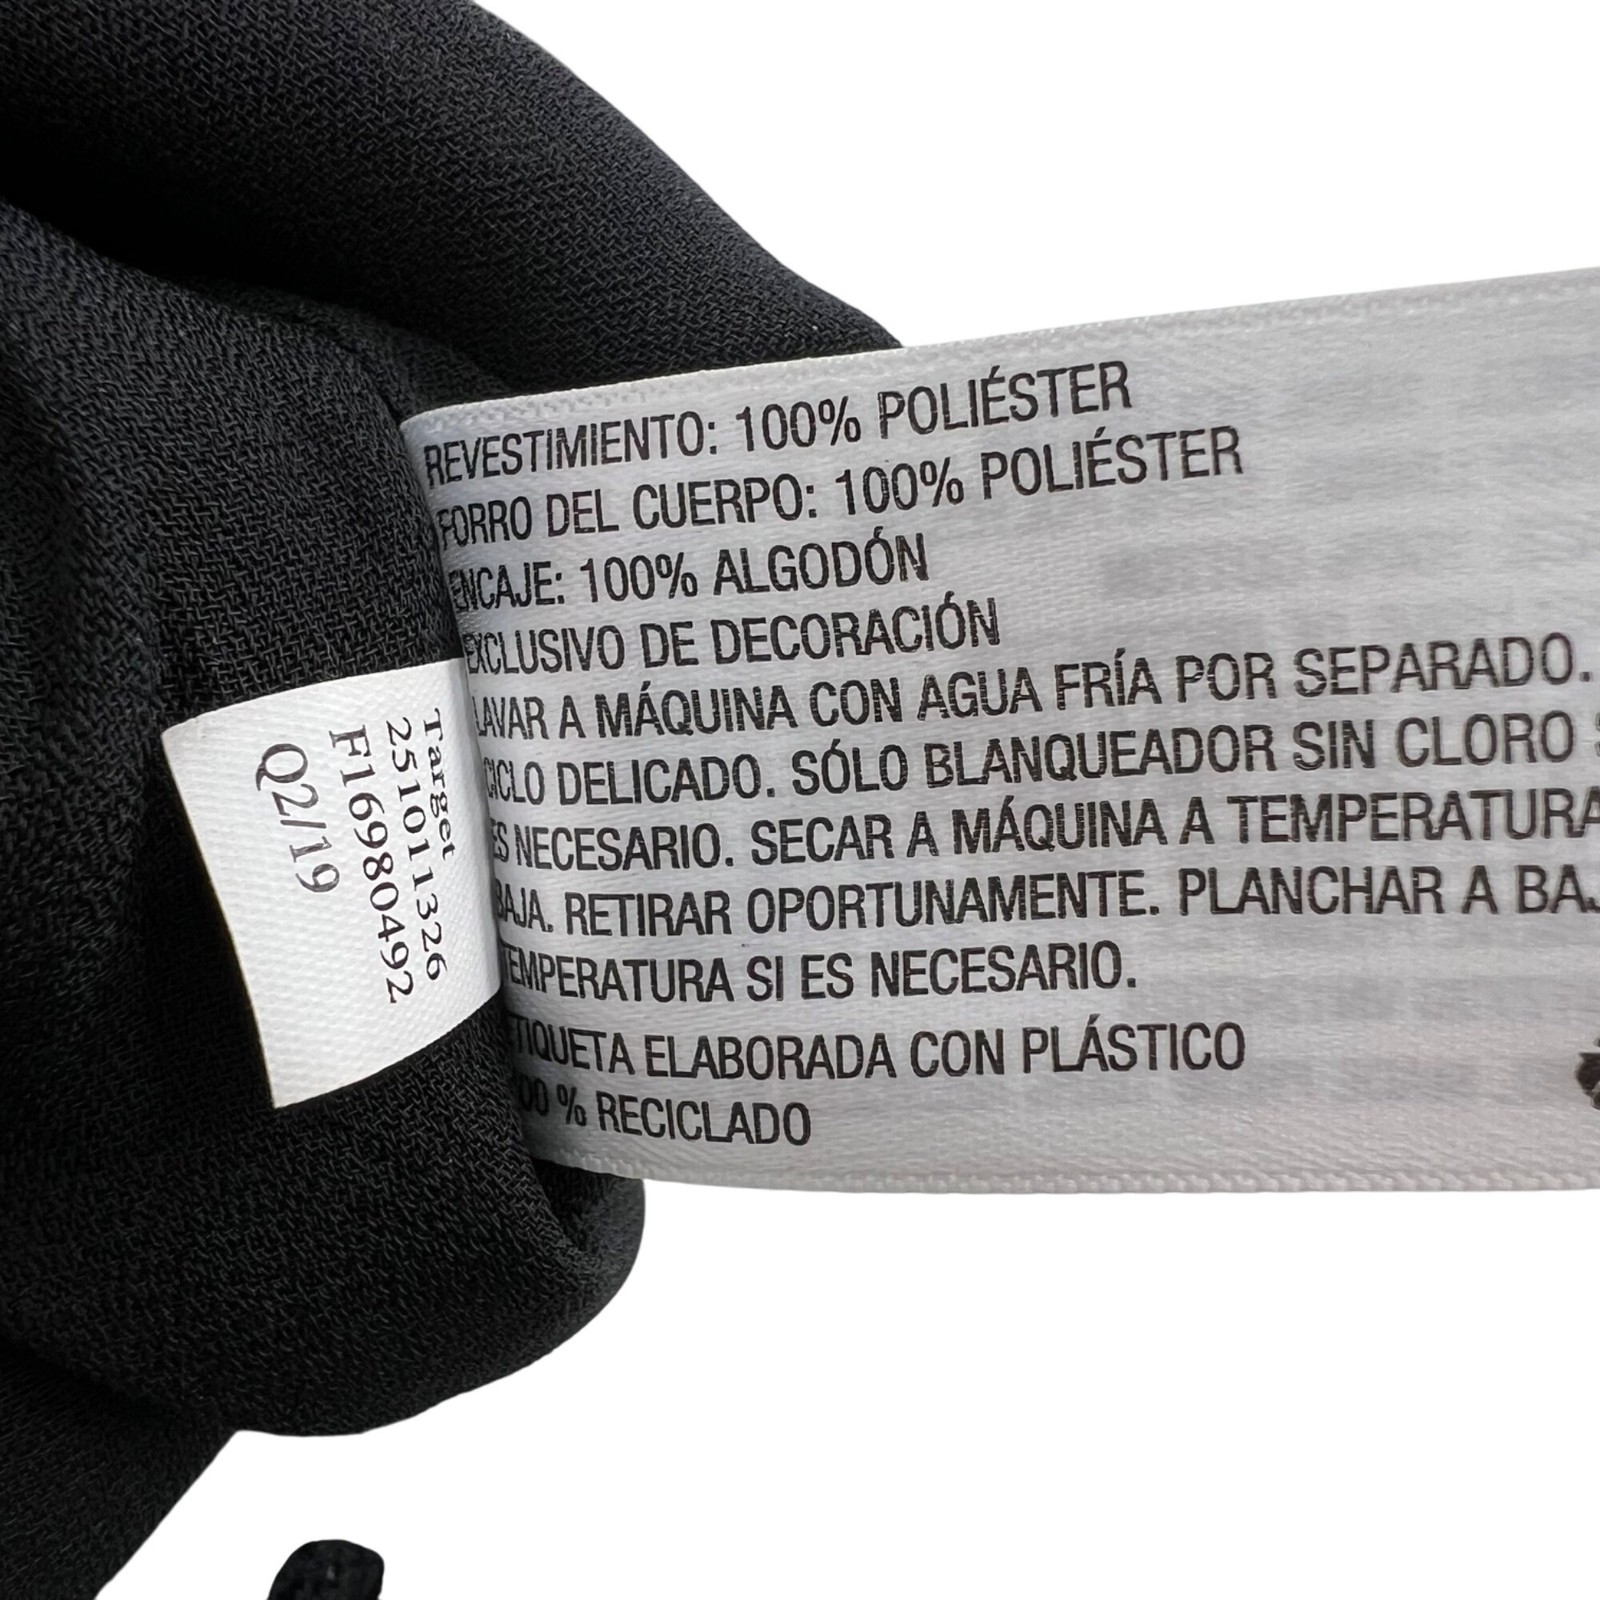 REVESTIMIENTO: 100% POLIÉSTER
FORRO DEL CUERPO: 100% POLIÉSTER
ENCAJE: 100% ALGODÓN
EXCLUSIVO DE DECORACIÓN
LAVAR A MÁQUINA CON AGUA FRÍA POR SEPARADO.
CICLO DELICADO. SÓLO BLANQUEADOR SIN CLORO
ES NECESARIO. SECAR A MÁQUINA A TEMPERATURA
BAJA. RETIRAR OPORTUNAMENTE. PLANCHAR A
TEMPERATURA SI ES NECESARIO.
ETIQUETA ELABORADA CON PLÁSTICO
% RECICLADO
Target
251011326
F16980492
Q2/19